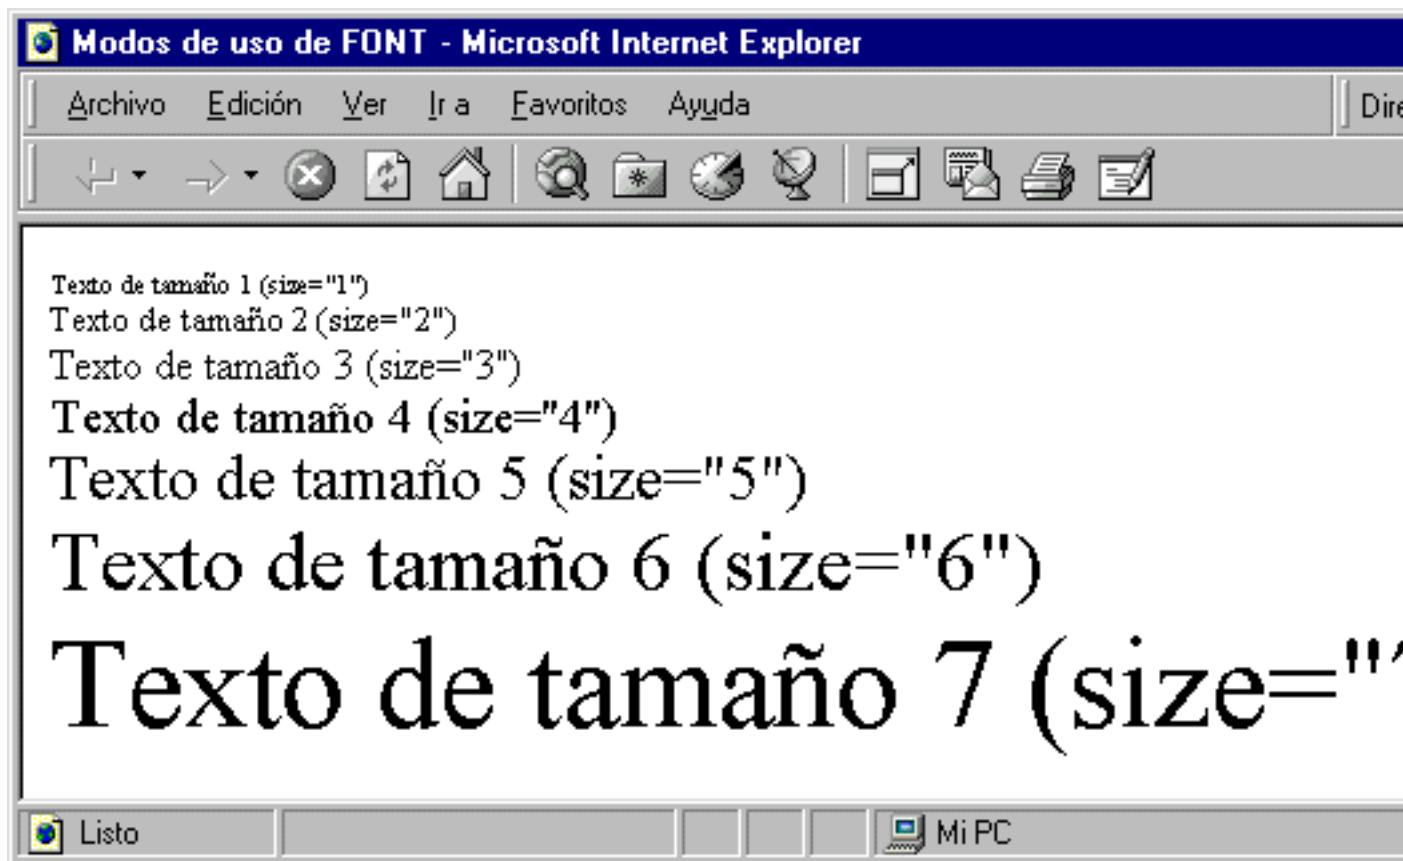 Modos de uso de FONT - Microsoft Internet Explorer
Archivo Edición Ver Ir a Favoritos Ayuda
Texto de tamaño 1 (size="1")
Texto de tamaño 2 (size="2")
Texto de tamaño 3 (size="3")
Texto de tamaño 4 (size="4")
Texto de tamaño 5 (size="5")
Texto de tamaño 6 (size="6")
Texto de tamaño 7 (size="
Listo Mi PC